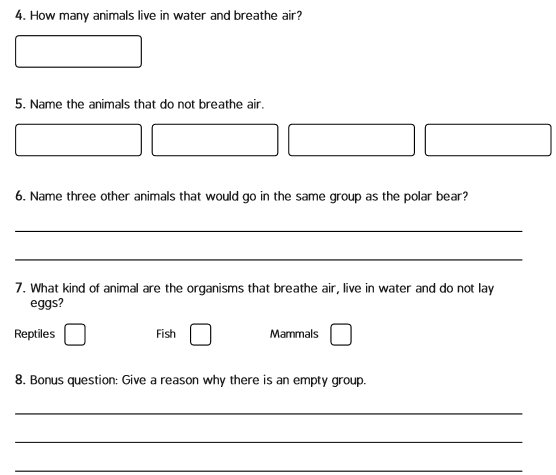 4. How many animals live in water and breathe air?
5. Name the animals that do not breathe air.
6. Name three other animals that would go in the same group as the polar bear?
7. What kind of animal are the organisms that breathe air, live in water and do not lay
eggs?
Reptiles Fish Mammals
8. Bonus question: Give a reason why there is an empty group.